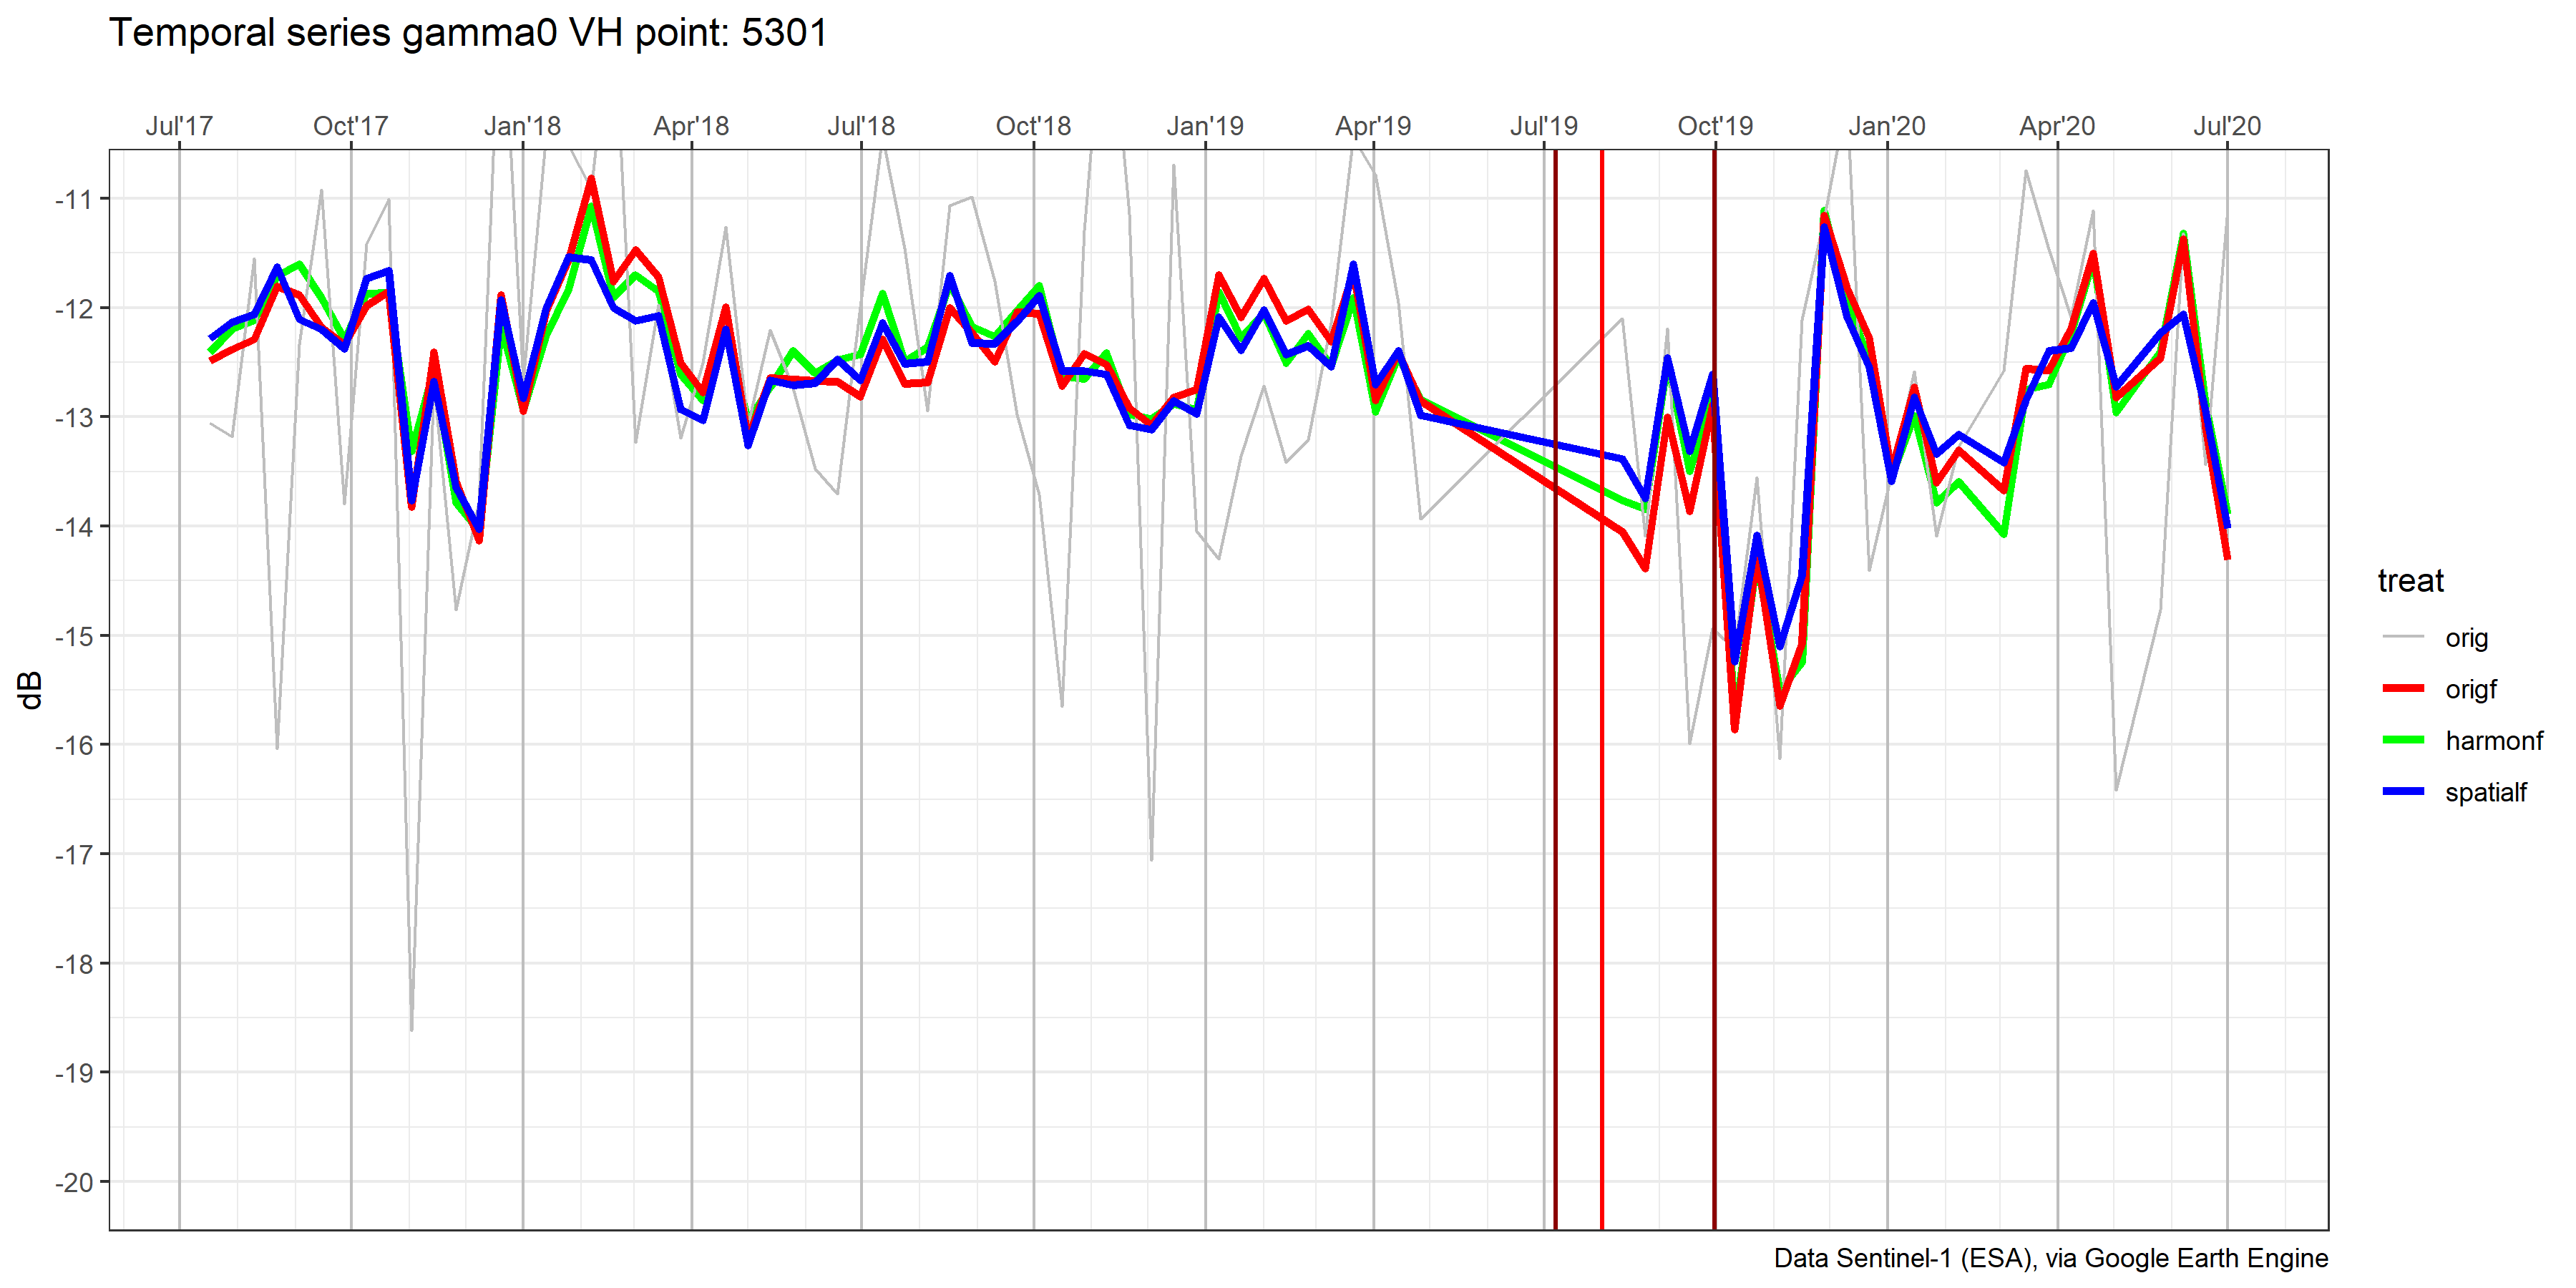 Temporal series gamma0 VH point: 5301
Jul'17 Oct'17 Jan'18 Apr'18 Jul'18 Oct'18 Jan'19 Apr'19 Jul'19 Oct'19 Jan'20 Apr'20 Jul'20
-11
-12
-13
-14
-15
-16
-17
-18
-19
-20
dB
treat
orig
origf
harmonf
spatialf
Data Sentinel-1 (ESA), via Google Earth Engine